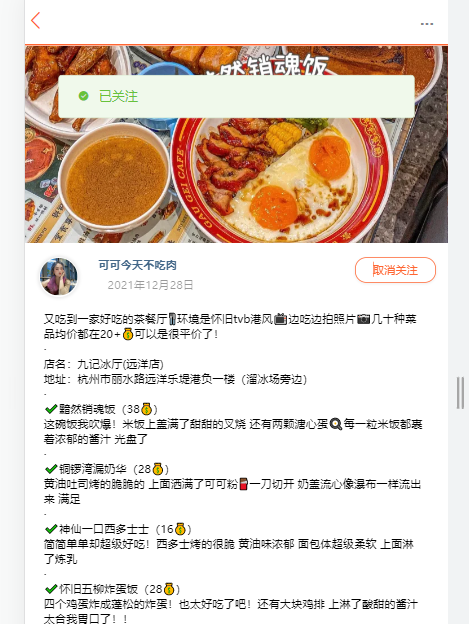 然销魂饭
已关注
GAU GEI CAFE
可可今天不吃肉
取消关注
2021年12月28日
又吃到一家好吃的茶餐厅环境是怀旧tvb港风边吃边拍照片几十种菜
品均价都在20+可以是很平价了！
.
店名：九记冰厅(远洋店)
地址：杭州市丽水路远洋乐堤港负一楼（溜冰场旁边）
.
黯然销魂饭（38）
这碗饭我吹爆！米饭上盖满了甜甜的叉烧 还有两颗溏心蛋每一粒米饭都裹
着浓郁的酱汁 光盘了
.
铜锣湾漏奶华（28）
黄油吐司烤的脆脆的 上面洒满了可可粉一刀切开 奶盖流心像瀑布一样流出
来 满足
.
神仙一口西多士士（16）
简简单单却超级好吃！西多士烤的很脆 黄油味浓郁 面包体超级柔软 上面淋
了炼乳
.
怀旧五柳炸蛋饭（28）
四个鸡蛋炸成蓬松的炸蛋！也太好吃了吧！还有大块鸡排 上淋了酸甜的酱汁
太合我胃口了！！